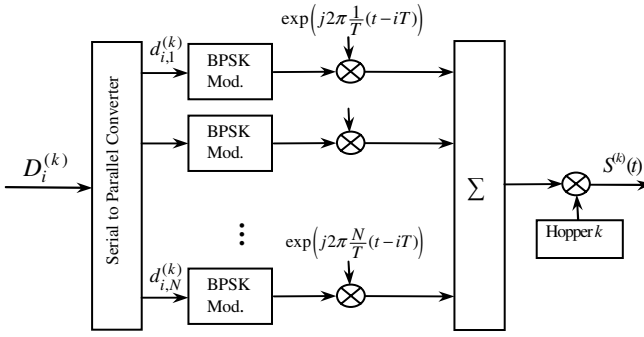 exp(j2π 1/T (t-iT))
d_{i,1}^{(k)}
BPSK
Mod.
BPSK
Mod.
Serial to Parallel Converter
D_i^{(k)}
Σ
S^{(k)}(t)
Hopper k
exp(j2π N/T (t-iT))
d_{i,N}^{(k)}
BPSK
Mod.